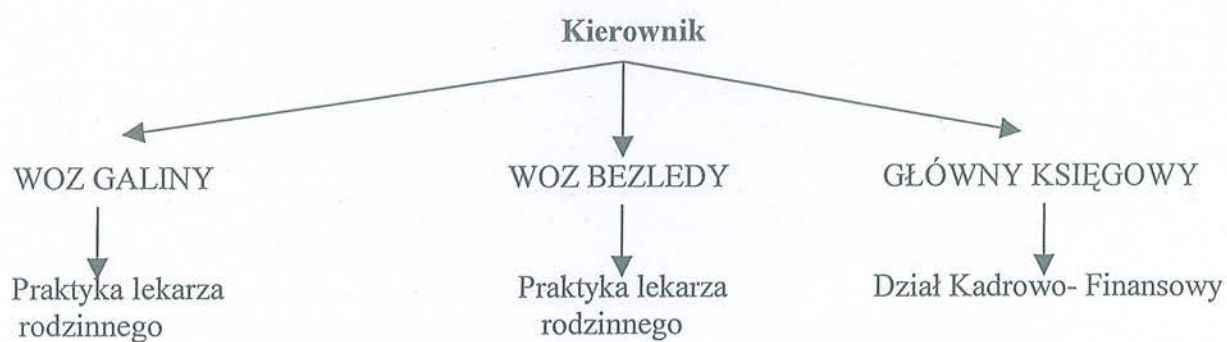 Kierownik
WOZ GALINY
WOZ BEZLEDY
GŁÓWNY KSIĘGOWY
Praktyka lekarza
rodzinnego
Praktyka lekarza
rodzinnego
Dział Kadrowo- Finansowy